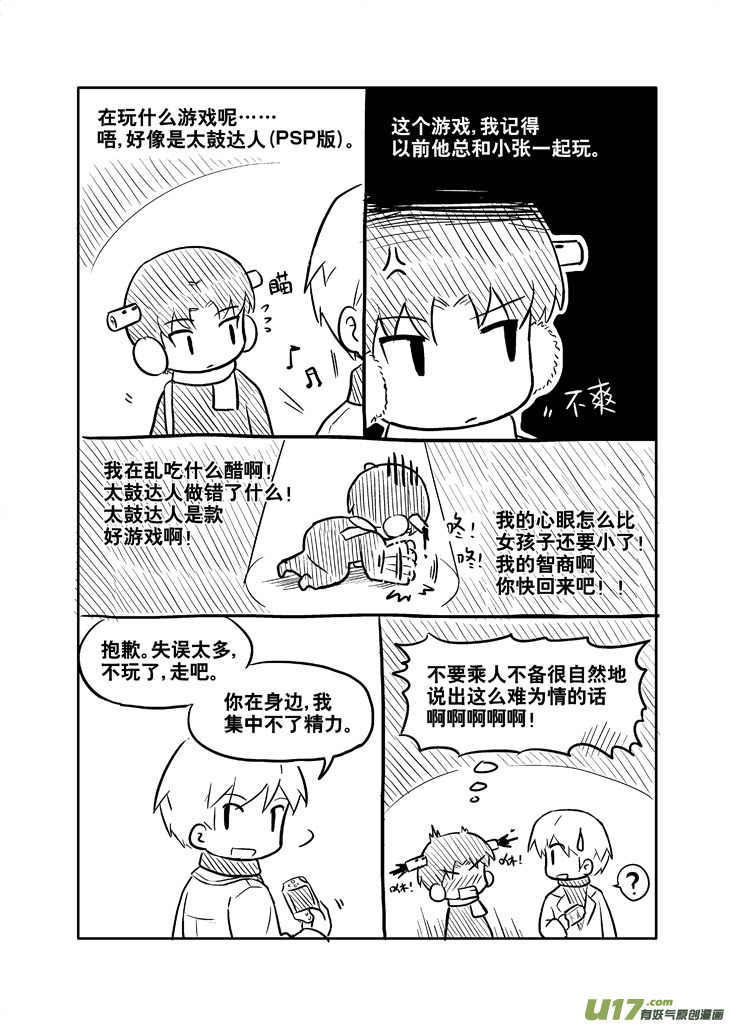 在玩什么游戏呢……
唔,好像是太鼓达人(PSP版)。
瞄
这个游戏,我记得
以前他总和小张一起玩。
不爽
我在乱吃什么醋啊!
太鼓达人做错了什么!
太鼓达人是款
好游戏啊!
咚!
咚!
我的心眼怎么比
女孩子还要小了!
我的智商啊
你快回来吧!!
抱歉。失误太多,
不玩了,走吧。
你在身边,我
集中不了精力。
不要乘人不备很自然地
说出这么难为情的话
啊啊啊啊啊!
咻!
咻!
?
U17.com
有妖气原创漫画